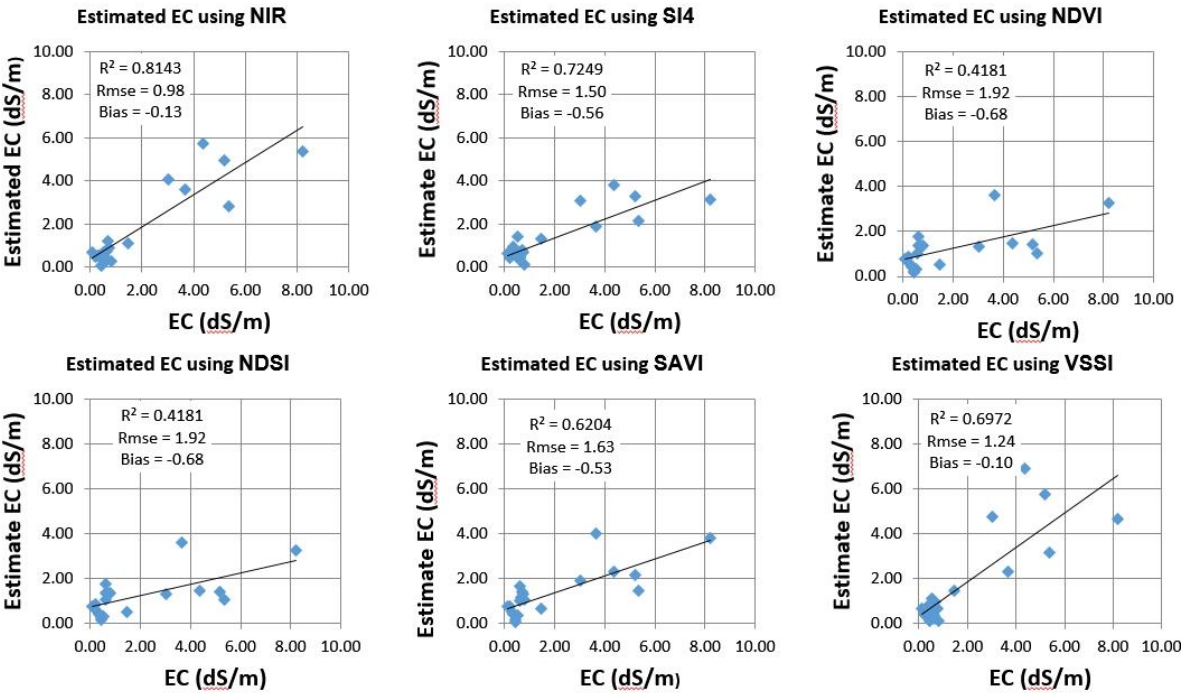 Estimated EC using NIR
Estimated EC (dS/m)
10.00
8.00
6.00
4.00
2.00
0.00
R² = 0.8143
Rmse = 0.98
Bias = -0.13
0.00 2.00 4.00 6.00 8.00 10.00
EC (dS/m)
Estimated EC using SI4
Estimate EC (dS/m)
10.00
8.00
6.00
4.00
2.00
0.00
R² = 0.7249
Rmse = 1.50
Bias = -0.56
0.00 2.00 4.00 6.00 8.00 10.00
EC (dS/m)
Estimated EC using NDVI
Estimate EC (dS/m)
10.00
8.00
6.00
4.00
2.00
0.00
R² = 0.4181
Rmse = 1.92
Bias = -0.68
0.00 2.00 4.00 6.00 8.00 10.00
EC (dS/m)
Estimated EC using NDSI
Estimate EC (dS/m)
10.00
8.00
6.00
4.00
2.00
0.00
R² = 0.4181
Rmse = 1.92
Bias = -0.68
0.00 2.00 4.00 6.00 8.00 10.00
EC (dS/m)
Estimated EC using SAVI
Estimate EC (dS/m)
10.00
8.00
6.00
4.00
2.00
0.00
R² = 0.6204
Rmse = 1.63
Bias = -0.53
0.00 2.00 4.00 6.00 8.00 10.00
EC (dS/m)
Estimated EC using VSSI
Estimate EC (dS/m)
10.00
8.00
6.00
4.00
2.00
0.00
R² = 0.6972
Rmse = 1.24
Bias = -0.10
0.00 2.00 4.00 6.00 8.00 10.00
EC (dS/m)